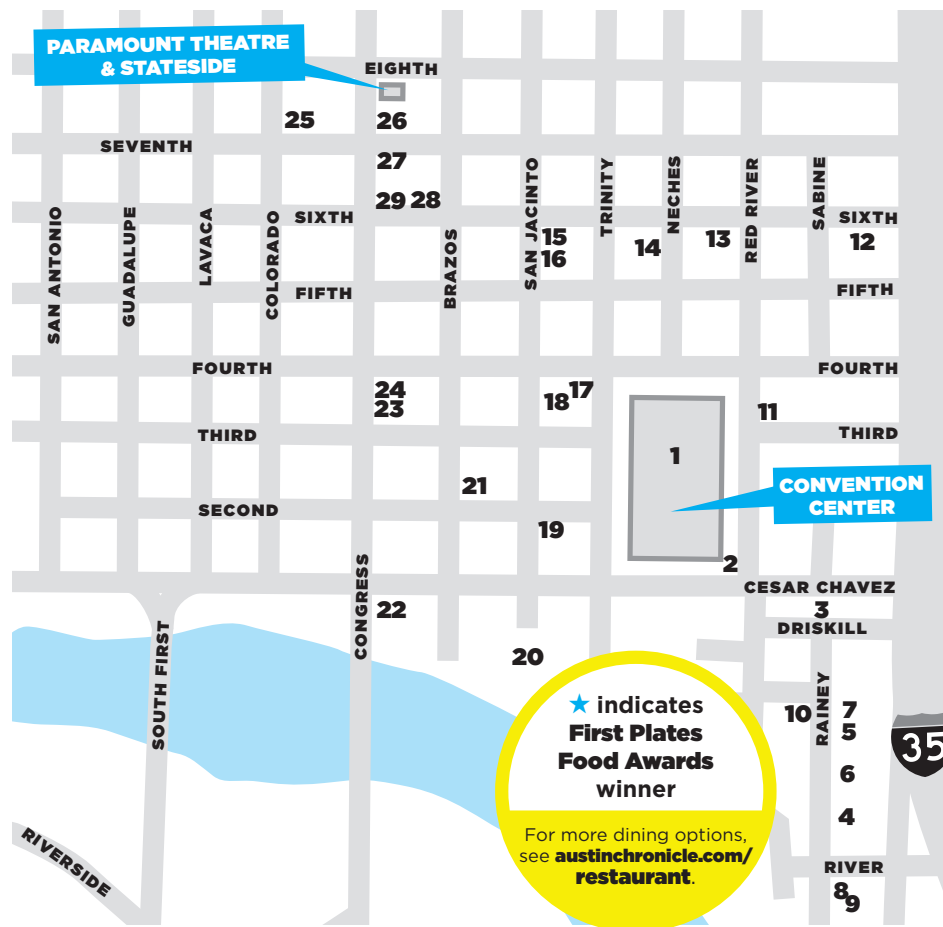 PARAMOUNT THEATRE
& STATESIDE
EIGHTH
25
26
SEVENTH
27
29 28
SAN ANTONIO
GUADALUPE
LAVACA
COLORADO
SIXTH
BRAZOS
SAN JACINTO
15
16
TRINITY
14
NECHES
13
RED RIVER
SABINE
SIXTH
12
FIFTH
FIFTH
FOURTH
FOURTH
24
23
18
17
11
THIRD
THIRD
1
21
CONVENTION
CENTER
SECOND
19
2
CONGRESS
CESAR CHAVEZ
22
3
DRISKILL
SOUTH FIRST
20
RAINEY
10
7
5
35
6
4
★ indicates
First Plates
Food Awards
winner
For more dining options,
see austinchronicle.com/
restaurant.
RIVERSIDE
RIVER
8
9